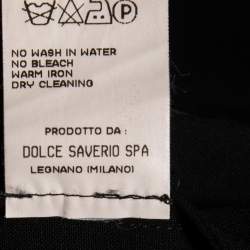 NO WASH IN WATER
NO BLEACH
WARM IRON
DRY CLEANING
PRODOTTO DA :
DOLCE SAVERIO SPA
LEGNANO (MILANO)